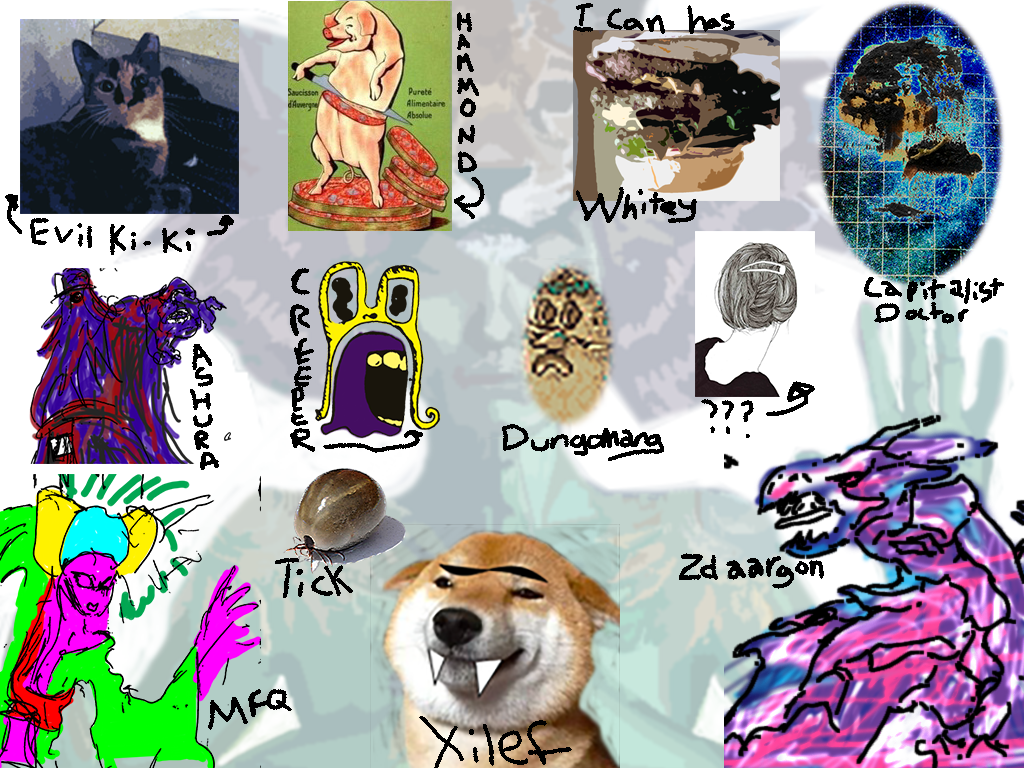 I can has
HAMMOND
Saucisson
d'Auvergne
Pureté
Alimentaire
Absolue
Whitey
Evil Ki-Ki
Capitalist
Doctor
ASHURA
CREEPER
Dungomang
???
Tick
Zdaargon
MFQ
Xilef